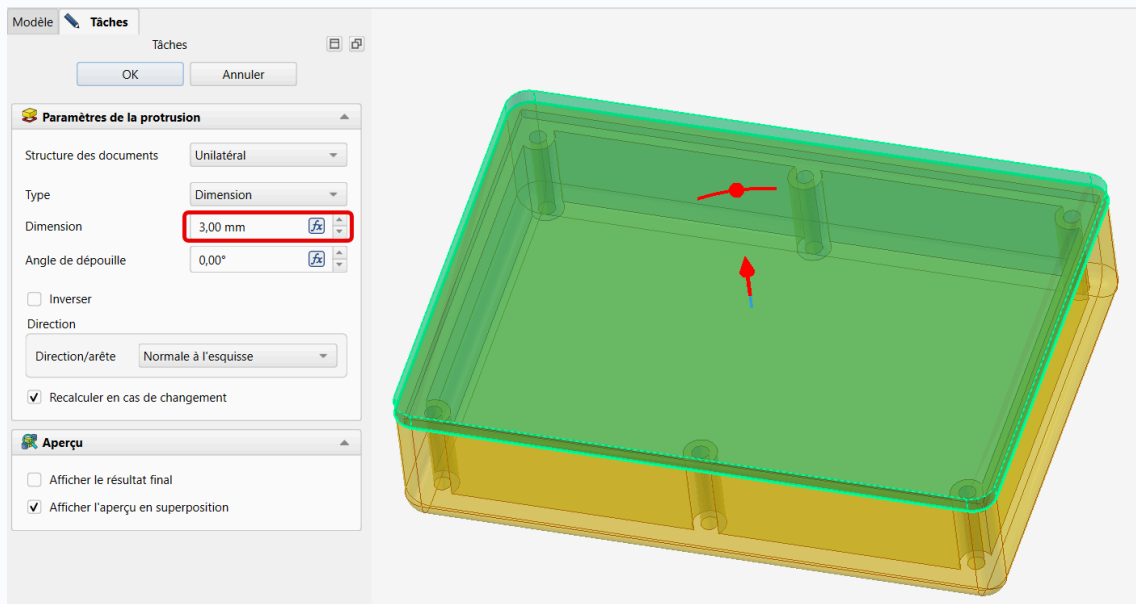 Modèle
Tâches
Tâches
OK
Annuler
Paramètres de la protrusion
Structure des documents
Unilatéral
Type
Dimension
Dimension
3,00 mm
Angle de dépouille
0,00°
Inverser
Direction
Direction/arête
Normale à l'esquisse
Recalculer en cas de changement
Aperçu
Afficher le résultat final
Afficher l'aperçu en superposition